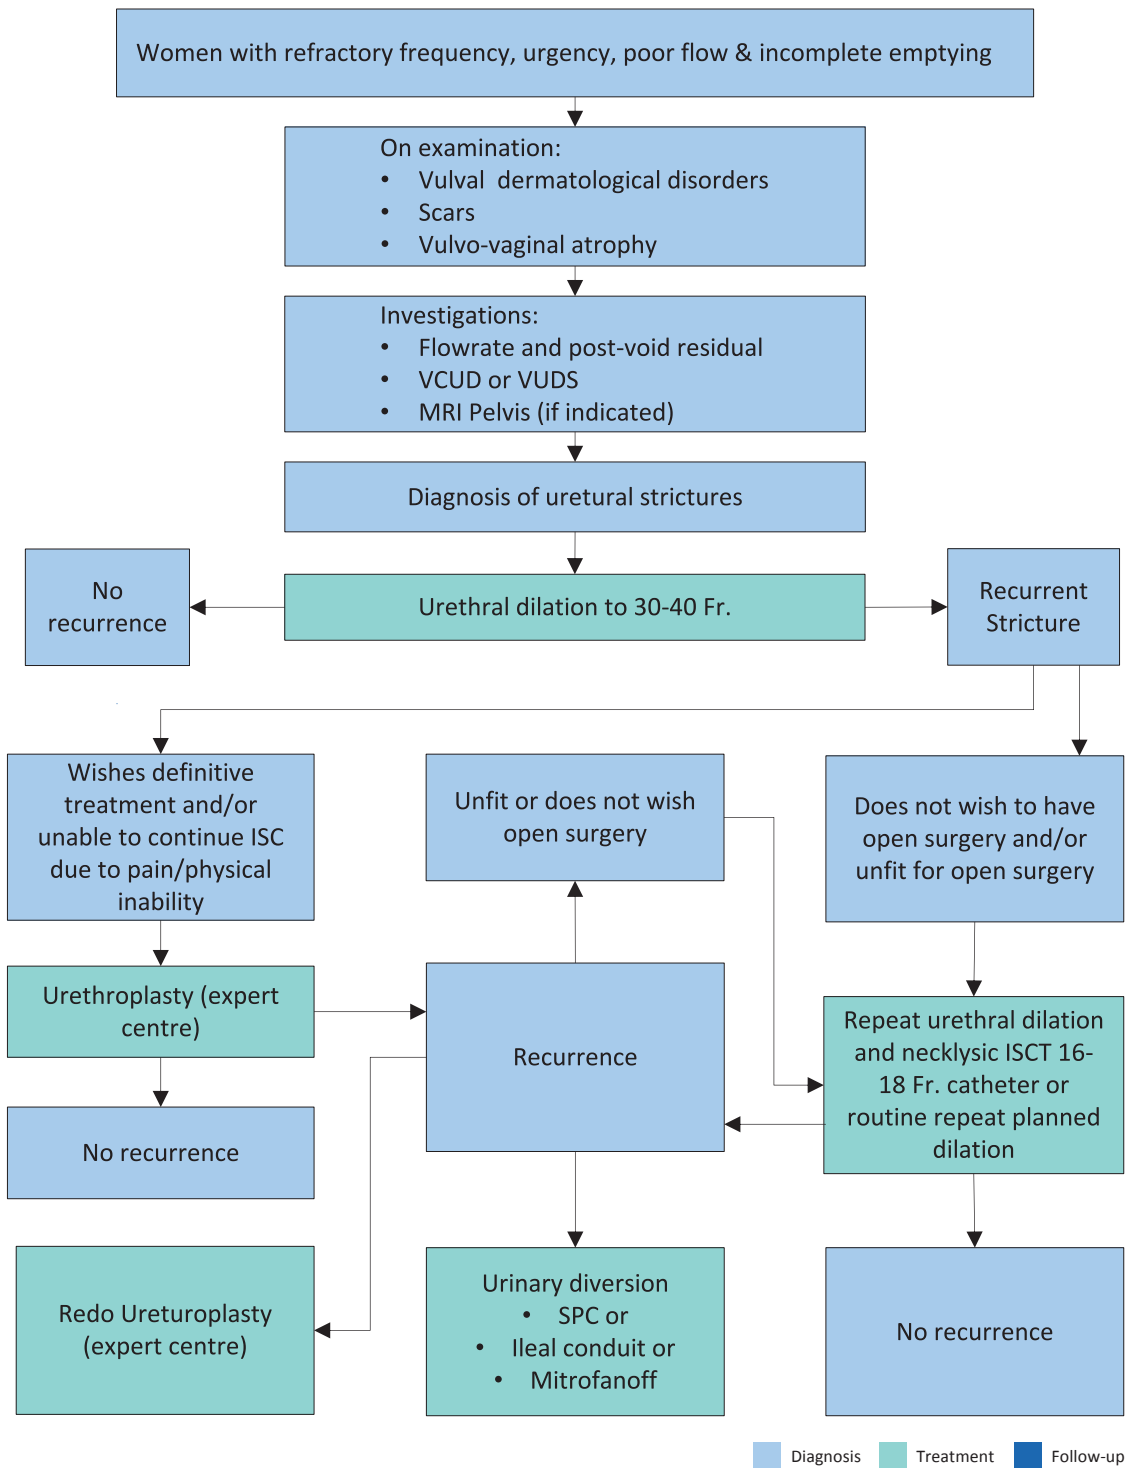 Women with refractory frequency, urgency, poor flow & incomplete emptying
On examination:
• Vulval dermatological disorders
• Scars
• Vulvo-vaginal atrophy
Investigations:
• Flowrate and post-void residual
• VCUD or VUDS
• MRI Pelvis (if indicated)
Diagnosis of uretural strictures
No
recurrence
Urethral dilation to 30-40 Fr.
Recurrent
Stricture
Wishes definitive
treatment and/or
unable to continue ISC
due to pain/physical
inability
Unfit or does not wish
open surgery
Does not wish to have
open surgery and/or
unfit for open surgery
Urethroplasty (expert
centre)
Recurrence
Repeat urethral dilation
and necklysic ISCT 16-
18 Fr. catheter or
routine repeat planned
dilation
No recurrence
Redo Ureturoplasty
(expert centre)
Urinary diversion
• SPC or
• Ileal conduit or
• Mitrofanoff
No recurrence
Diagnosis
Treatment
Follow-up